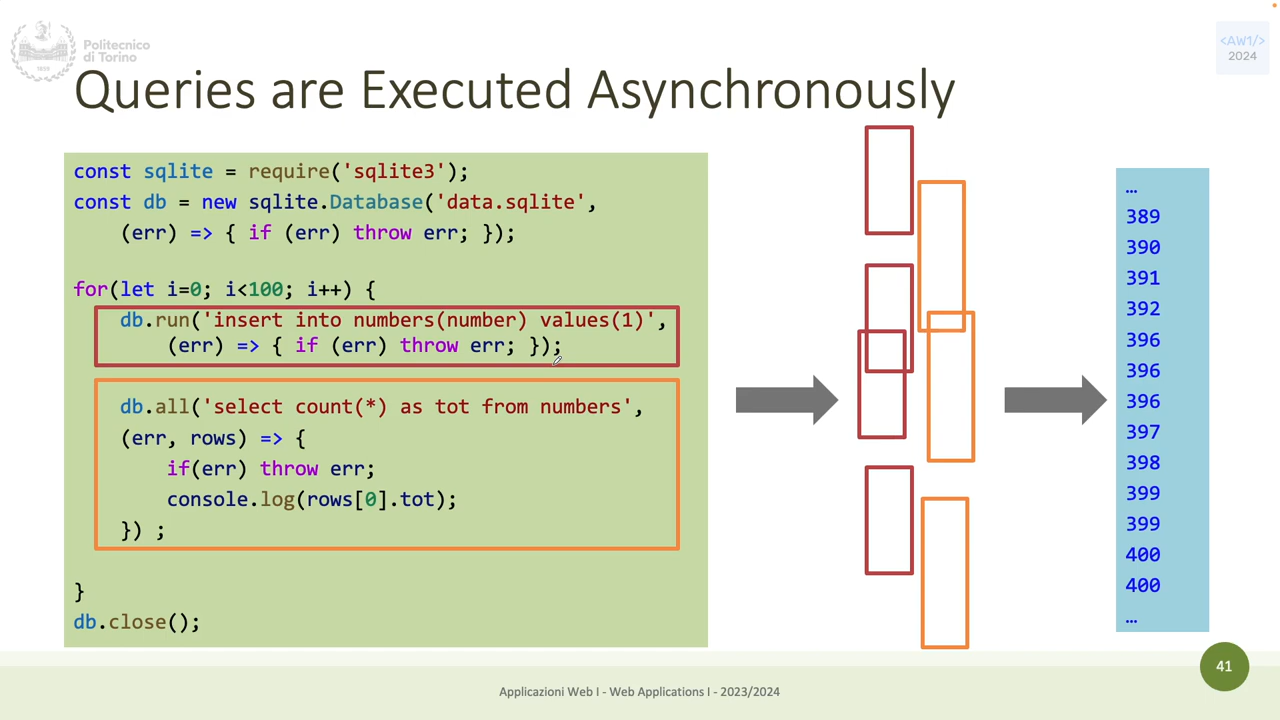 Politecnico
di Torino
1859
<AW1/>
2024
Queries are Executed Asynchronously
const sqlite = require('sqlite3');
const db = new sqlite.Database('data.sqlite',
(err) => { if (err) throw err; });
for(let i=0; i<100; i++) {
db.run('insert into numbers(number) values(1)',
(err) => { if (err) throw err; });
db.all('select count(*) as tot from numbers',
(err, rows) => {
if(err) throw err;
console.log(rows[0].tot);
}) ;
}
db.close();
…
389
390
391
392
396
396
396
397
398
399
399
400
400
…
41
Applicazioni Web I - Web Applications I - 2023/2024